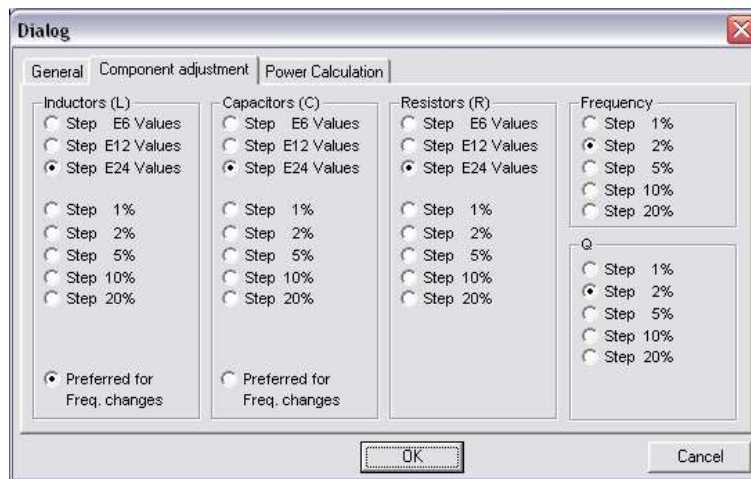 Dialog
General
Component adjustment
Power Calculation
Inductors (L)
Step E6 Values
Step E12 Values
Step E24 Values
Step 1%
Step 2%
Step 5%
Step 10%
Step 20%
Preferred for
Freq. changes
Capacitors (C)
Step E6 Values
Step E12 Values
Step E24 Values
Step 1%
Step 2%
Step 5%
Step 10%
Step 20%
Preferred for
Freq. changes
Resistors (R)
Step E6 Values
Step E12 Values
Step E24 Values
Step 1%
Step 2%
Step 5%
Step 10%
Step 20%
Frequency
Step 1%
Step 2%
Step 5%
Step 10%
Step 20%
Q
Step 1%
Step 2%
Step 5%
Step 10%
Step 20%
OK
Cancel